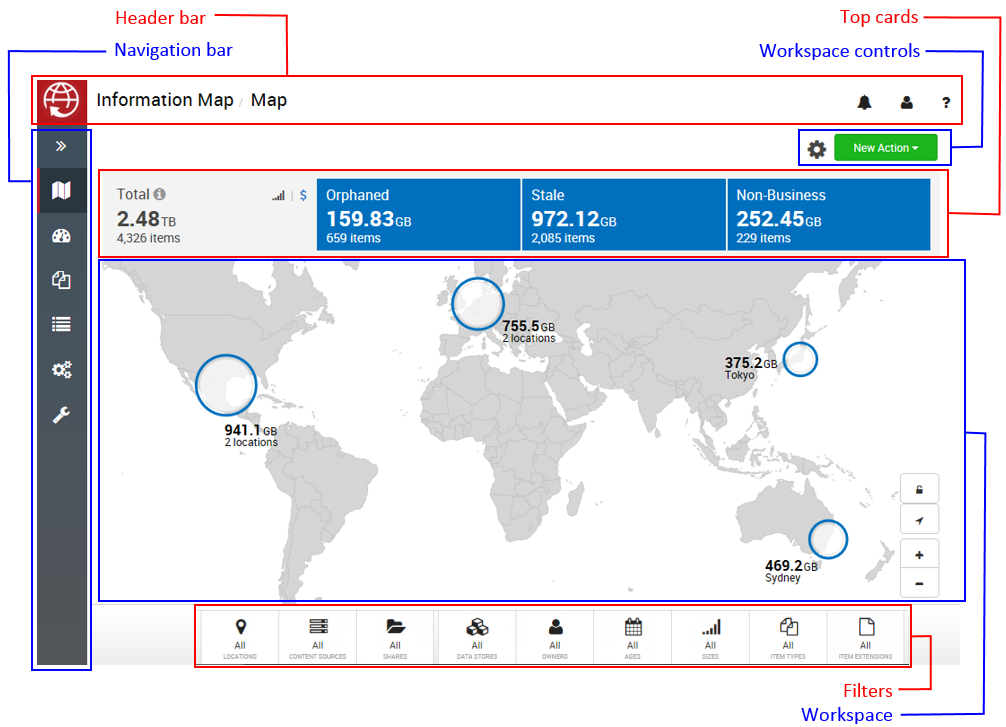 Header bar
Top cards
Navigation bar
Workspace controls
Information Map / Map
?
New Action
Total
| $
2.48TB
4,326 items
Orphaned
159.83GB
659 items
Stale
972.12GB
2,085 items
Non-Business
252.45GB
229 items
755.5GB
2 locations
375.2GB
Tokyo
941.1GB
2 locations
469.2GB
Sydney
All
LOCATIONS
All
CONTENT SOURCES
All
SHARES
All
DATA STORES
All
OWNERS
All
AGES
All
SIZES
All
ITEM TYPES
All
ITEM EXTENSIONS
Filters
Workspace